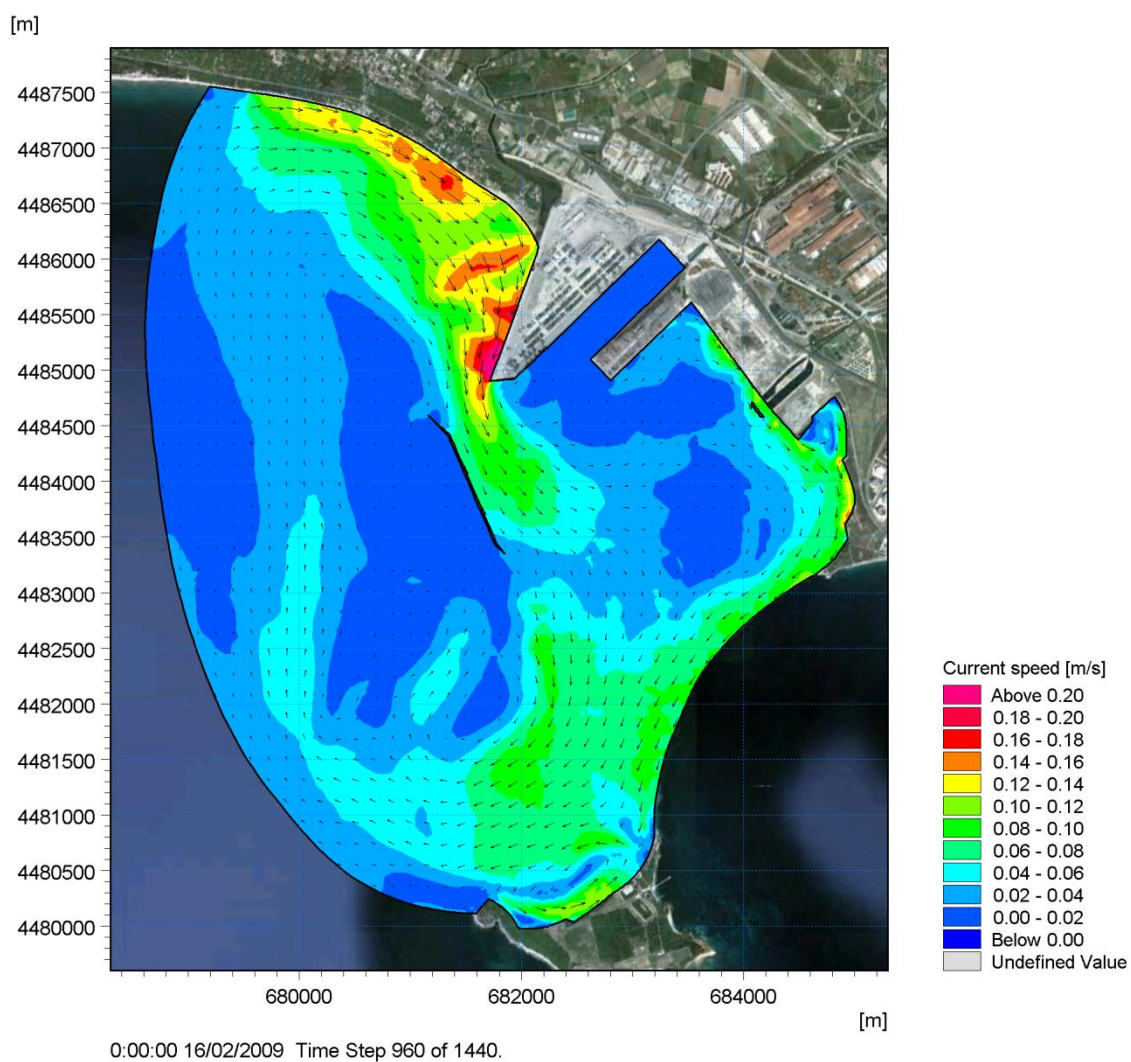 [m]
4487500
4487000
4486500
4486000
4485500
4485000
4484500
4484000
4483500
4483000
4482500
4482000
4481500
4481000
4480500
4480000
680000 682000 684000
[m]
Current speed [m/s]
Above 0.20
0.18 - 0.20
0.16 - 0.18
0.14 - 0.16
0.12 - 0.14
0.10 - 0.12
0.08 - 0.10
0.06 - 0.08
0.04 - 0.06
0.02 - 0.04
0.00 - 0.02
Below 0.00
Undefined Value
0:00:00 16/02/2009 Time Step 960 of 1440.